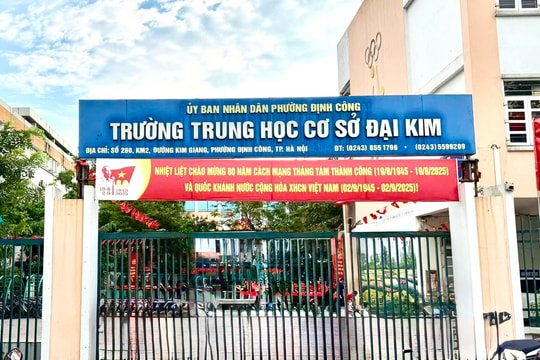 ỦY BAN NHÂN DÂN PHƯỜNG ĐỊNH CÔNG
TRƯỜNG TRUNG HỌC CƠ SỞ ĐẠI KIM
ĐỊA CHỈ: SỐ 288, KM2, ĐƯỜNG KIM GIANG, PHƯỜNG ĐỊNH CÔNG, TP. HÀ NỘI ĐT: (0243) 855 1798 - (0243)5599209
NHIỆT LIỆT CHÀO MỪNG 80 NĂM CÁCH MẠNG THÁNG TÁM THÀNH CÔNG (19/8/1945 - 19/8/2025)
VÀ QUỐC KHÁNH NƯỚC CỘNG HÒA XHCN VIỆT NAM (02/9/1945 - 02/9/2025)!